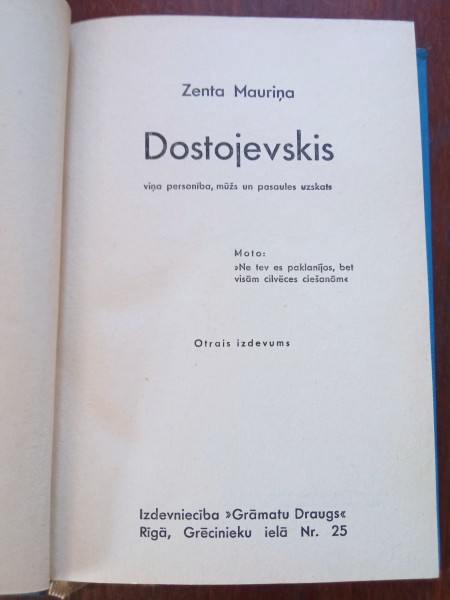 Zenta Mauriņa
Dostojevskis
viņa personība, mūžs un pasaules uzskats
Moto:
»Ne tev es paklanījos, bet
visām cilvēces ciešanām«
Otrais izdevums
Izdevniecība »Grāmatu Draugs«
Rīgā, Grēcinieku ielā Nr. 25